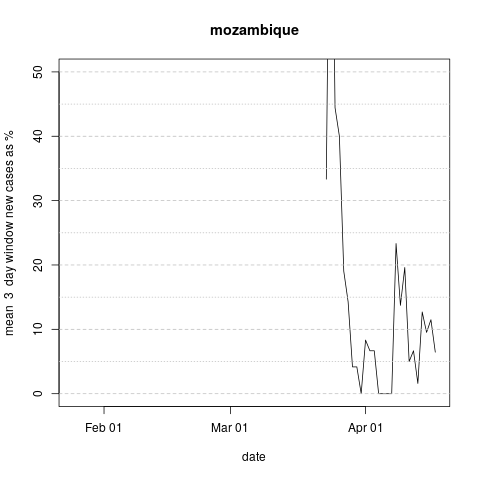 mozambique
mean 3 day window new cases as %
50
40
30
20
10
0
Feb 01
Mar 01
Apr 01
date